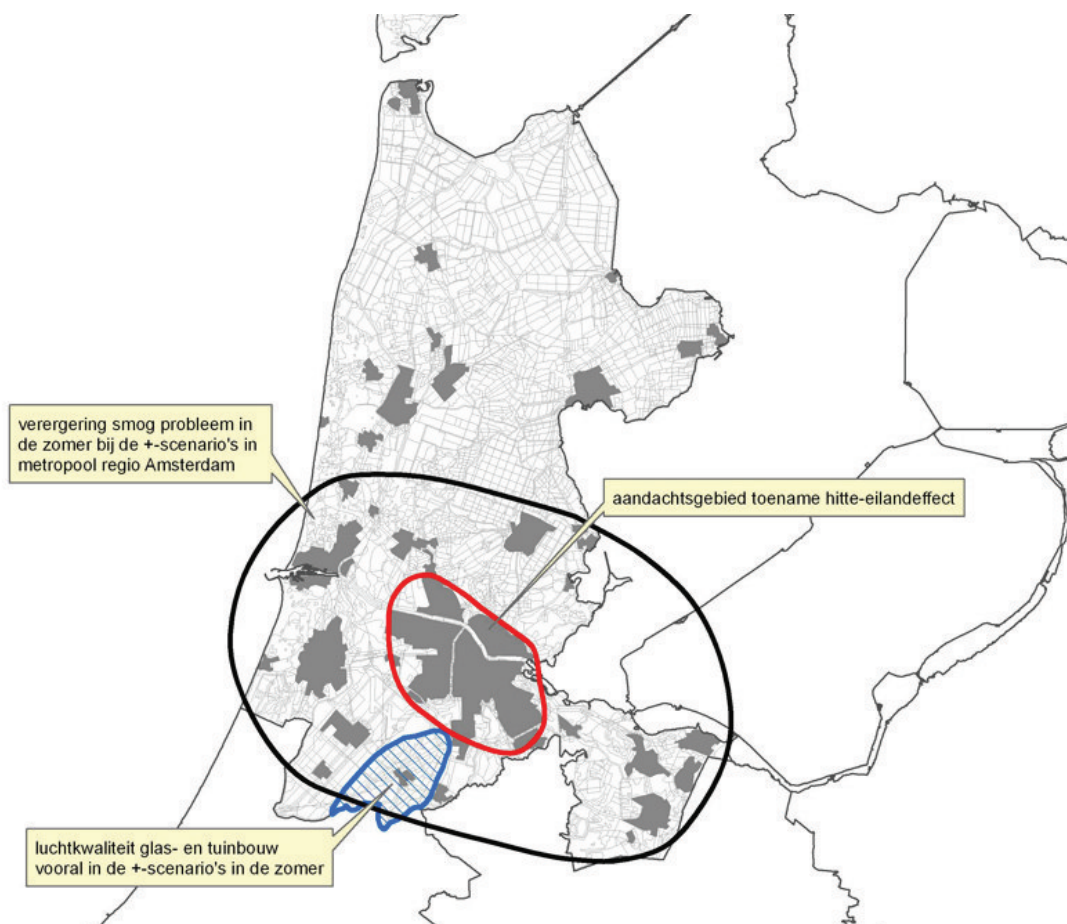 verergering smog probleem in
de zomer bij de +-scenario's in
metropool regio Amsterdam
aandachtsgebied toename hitte-eilandeffect
luchtkwaliteit glas- en tuinbouw
vooral in de +-scenario's in de zomer